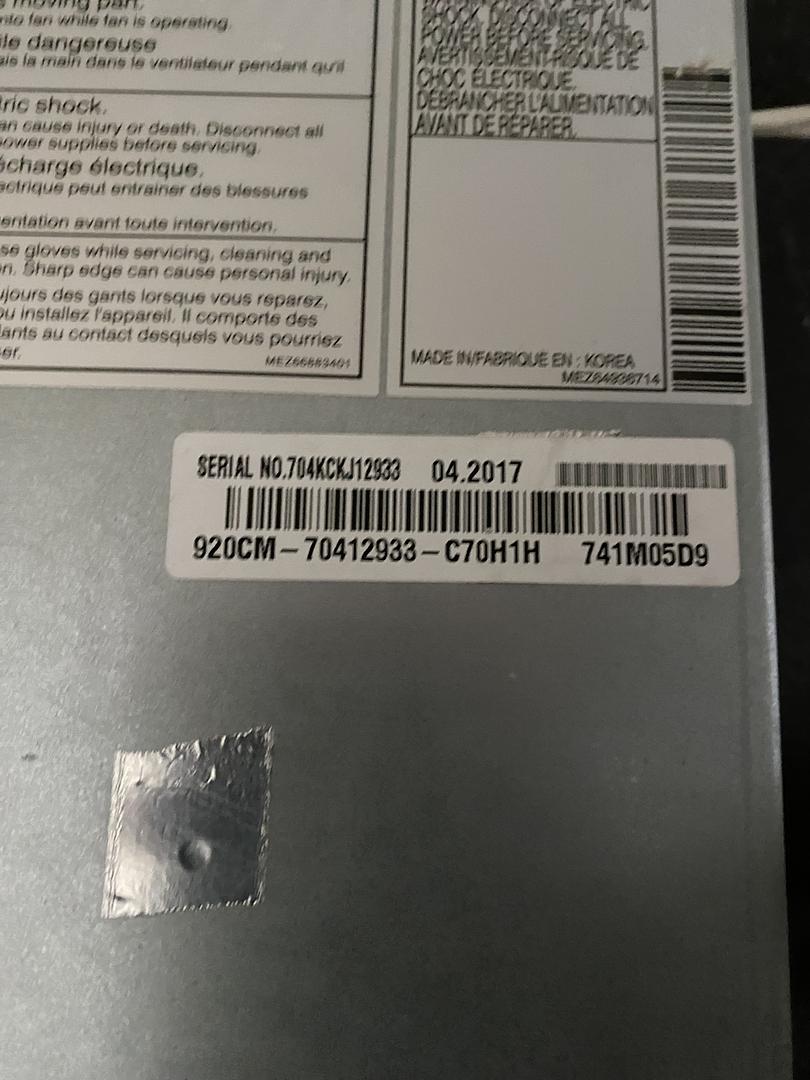 moving part.
nto fan while fan is operating.
le dangereuse
ais la main dans le ventilateur pendant qu'il
ric shock.
an cause injury or death. Disconnect all
ower supplies before servicing.
écharge électrique.
ectrique peut entrainer des blessures
entation avant toute intervention.
se gloves while servicing, cleaning and
n. Sharp edge can cause personal injury.
ujours des gants lorsque vous reparez,
ou installez l'appareil. Il comporte des
lants au contact desquels vous pourriez
er.
MEZ66883401
SHOCK, DISCONNECT ALL
POWER BEFORE SERVICING.
AVERTISSEMENT-RISQUE DE
CHOC ÉLECTRIQUE.
DÉBRANCHER L'ALIMENTATION
AVANT DE RÉPARER.
MADE IN/FABRIQUÉ EN : KOREA
MEZ64936714
SERIAL NO.704KCKJ12933 04.2017
920CM-70412933-C70H1H 741M05D9